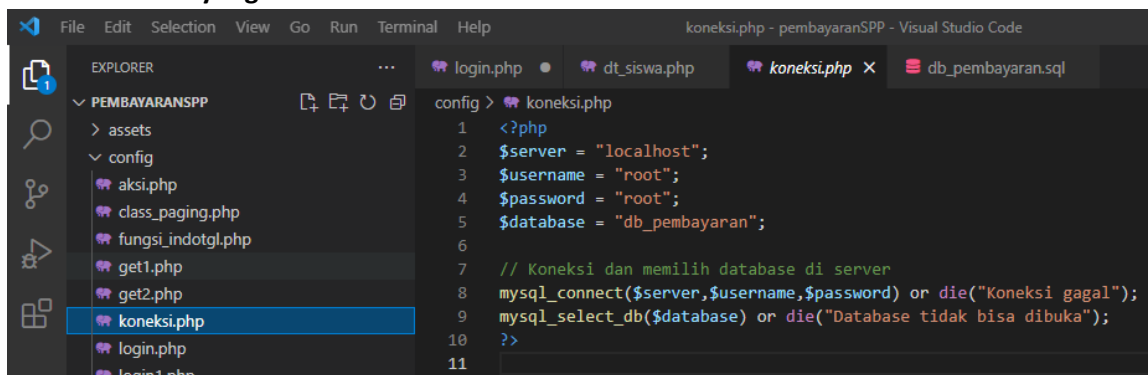 File Edit Selection View Go Run Terminal Help koneksi.php - pembayaranSPP - Visual Studio Code
1
EXPLORER ...
PEMBAYARANSPP
> assets
config
aksi.php
class_paging.php
fungsi_indotgl.php
get1.php
get2.php
koneksi.php
login.php
login1.php
login.php dt_siswa.php koneksi.php db_pembayaran.sql
config > koneksi.php
1 <?php
2 $server = "localhost";
3 $username = "root";
4 $password = "root";
5 $database = "db_pembayaran";
6
7 // Koneksi dan memilih database di server
8 mysql_connect($server,$username,$password) or die("Koneksi gagal");
9 mysql_select_db($database) or die("Database tidak bisa dibuka");
10 ?>
11